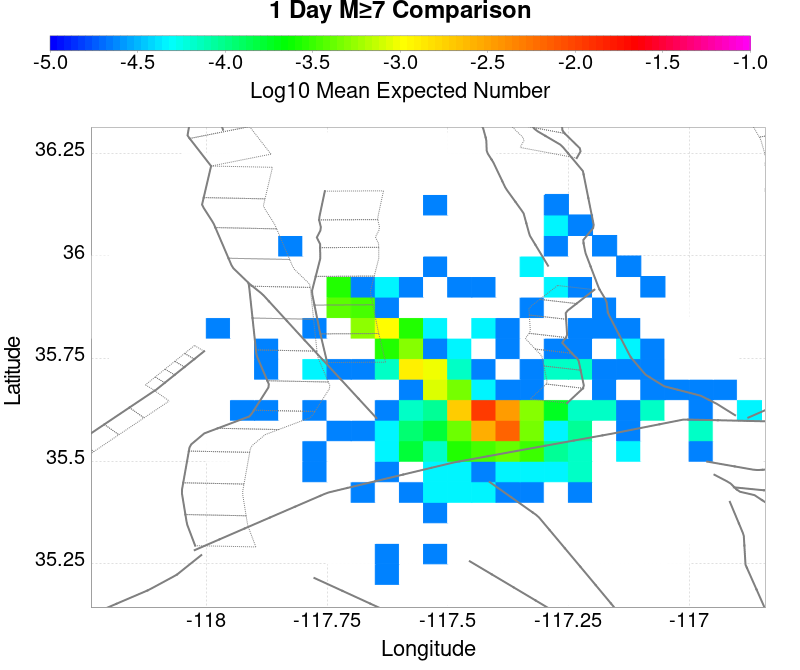 1 Day M≥7 Comparison
-5.0 -4.5 -4.0 -3.5 -3.0 -2.5 -2.0 -1.5 -1.0
Log10 Mean Expected Number
36.25
36
35.75
35.5
35.25
Latitude
-118 -117.75 -117.5 -117.25 -117
Longitude